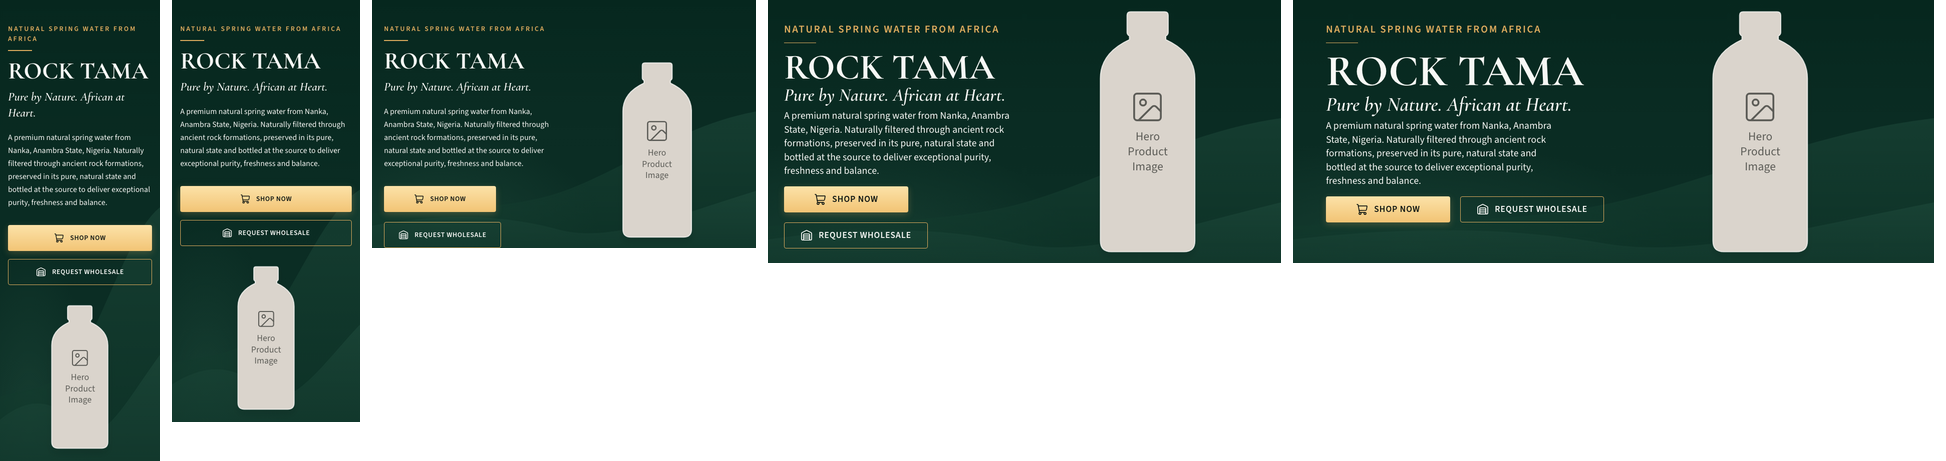 NATURAL SPRING WATER FROM
AFRICA
ROCK TAMA
Pure by Nature. African at
Heart.
A premium natural spring water from
Nanka, Anambra State, Nigeria. Naturally
filtered through ancient rock formations,
preserved in its pure, natural state and
bottled at the source to deliver exceptional
purity, freshness and balance.
SHOP NOW
REQUEST WHOLESALE
Hero
Product
Image
NATURAL SPRING WATER FROM AFRICA
ROCK TAMA
Pure by Nature. African at Heart.
A premium natural spring water from Nanka,
Anambra State, Nigeria. Naturally filtered through
ancient rock formations, preserved in its pure,
natural state and bottled at the source to deliver
exceptional purity, freshness and balance.
SHOP NOW
REQUEST WHOLESALE
Hero
Product
Image
NATURAL SPRING WATER FROM AFRICA
ROCK TAMA
Pure by Nature. African at Heart.
A premium natural spring water from Nanka,
Anambra State, Nigeria. Naturally filtered through
ancient rock formations, preserved in its pure,
natural state and bottled at the source to deliver
exceptional purity, freshness and balance.
SHOP NOW
REQUEST WHOLESALE
Hero
Product
Image
NATURAL SPRING WATER FROM AFRICA
ROCK TAMA
Pure by Nature. African at Heart.
A premium natural spring water from Nanka, Anambra
State, Nigeria. Naturally filtered through ancient rock
formations, preserved in its pure, natural state and
bottled at the source to deliver exceptional purity,
freshness and balance.
SHOP NOW
REQUEST WHOLESALE
Hero
Product
Image
NATURAL SPRING WATER FROM AFRICA
ROCK TAMA
Pure by Nature. African at Heart.
A premium natural spring water from Nanka, Anambra
State, Nigeria. Naturally filtered through ancient rock
formations, preserved in its pure, natural state and
bottled at the source to deliver exceptional purity,
freshness and balance.
SHOP NOW
REQUEST WHOLESALE
Hero
Product
Image